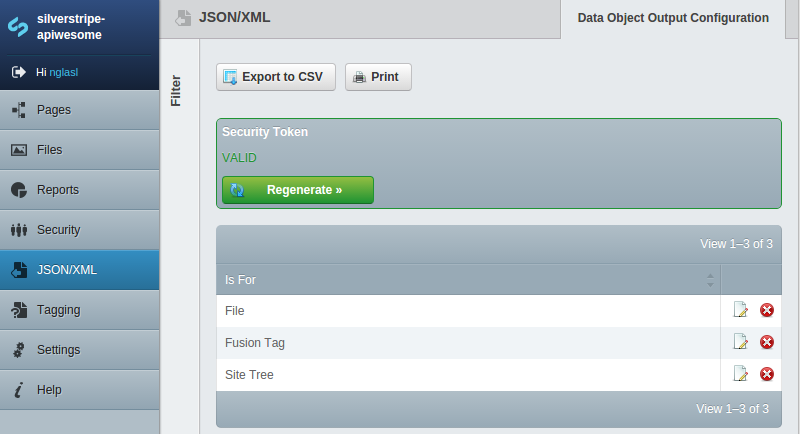 silverstripe-
apiwesome
Hi nglasl
Pages
Files
Reports
Security
JSON/XML
Tagging
Settings
Help
JSON/XML
Data Object Output Configuration
Filter
Export to CSV
Print
Security Token
VALID
Regenerate »
View 1–3 of 3
Is For
File
Fusion Tag
Site Tree
View 1–3 of 3